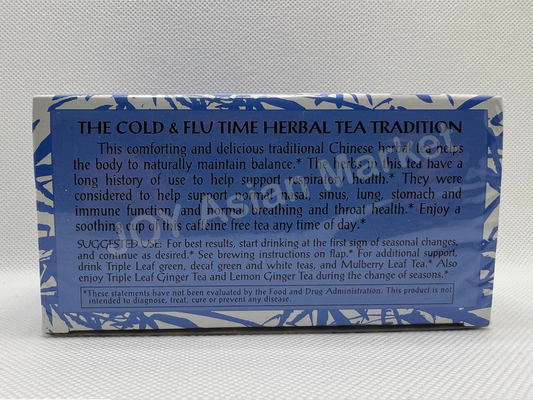 THE COLD & FLU TIME HERBAL TEA TRADITION
This comforting and delicious traditional Chinese herbal tea helps
the body to naturally maintain balance.* The herbs in this tea have a
long history of use to help support respiratory health.* They were
considered to help support normal nasal, sinus, lung, stomach and
immune function, and normal breathing and throat health.* Enjoy a
soothing cup of this caffeine free tea any time of day.*
SUGGESTED USE: For best results, start drinking at the first sign of seasonal changes,
and continue as desired.* See brewing instructions on flap.* For additional support,
drink Triple Leaf green, decaf green and white teas, and Mulberry Leaf Tea.* Also
enjoy Triple Leaf Ginger Tea and Lemon Ginger Tea during the change of seasons.*
*These statements have not been evaluated by the Food and Drug Administration. This product is not
intended to diagnose, treat, cure or prevent any disease.
JOY Asian Market